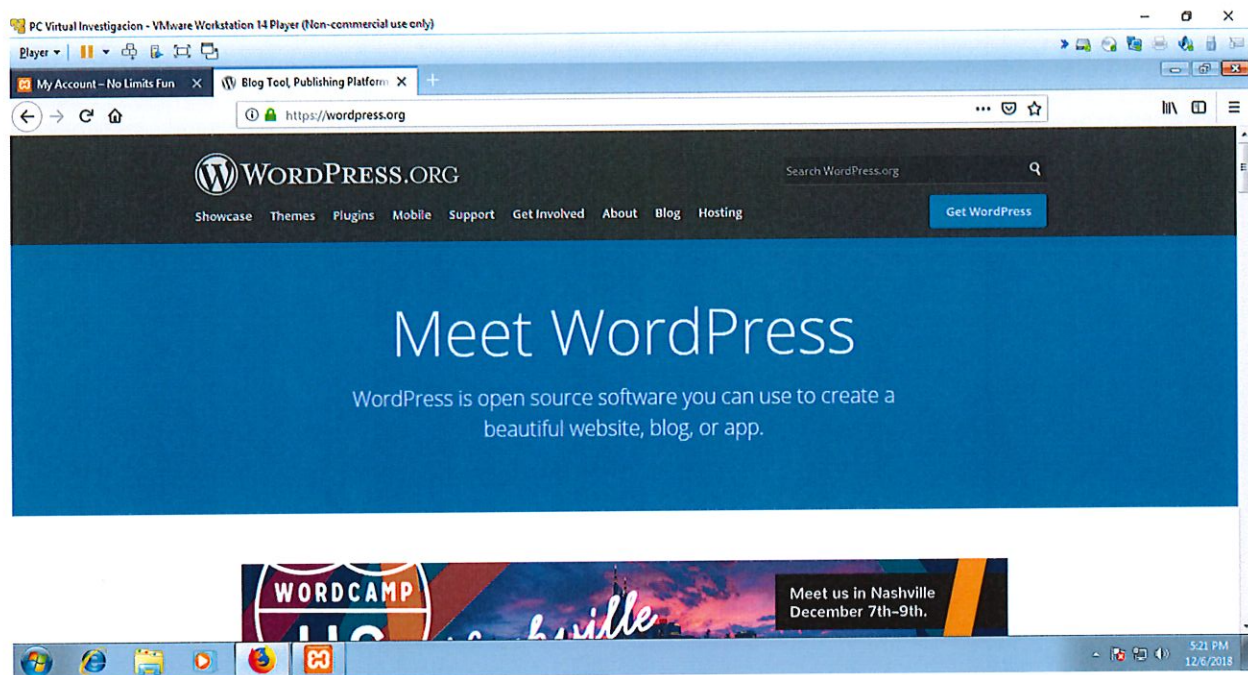 PC Virtual Investigacion - VMware Workstation 14 Player (Non-commercial use only)
Player
My Account – No Limits Fun
Blog Tool, Publishing Platform
https://wordpress.org
WORDPRESS.ORG
Search WordPress.org
Showcase Themes Plugins Mobile Support Get Involved About Blog Hosting
Get WordPress
Meet WordPress
WordPress is open source software you can use to create a
beautiful website, blog, or app.
WORDCAMP
US
Nashville
Meet us in Nashville
December 7th–9th.
5:21 PM
12/6/2018